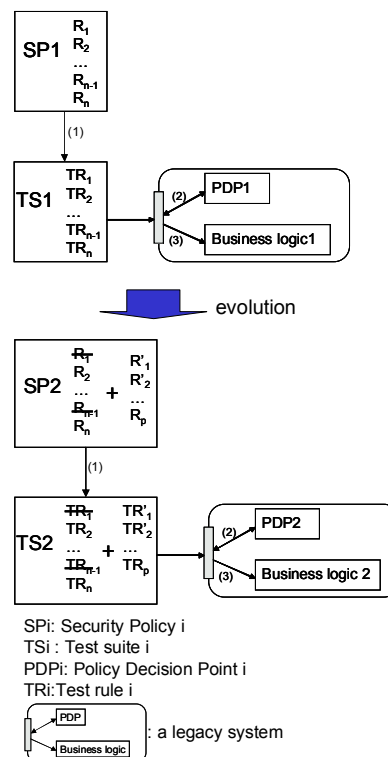 SP1
R1
R2
...
Rn-1
Rn
(1)
TS1
TR1
TR2
...
TRn-1
TRn
(2)
PDP1
(3)
Business logic1
evolution
SP2
R1
R2
...
Rn-1
Rn
+
R'1
R'2
...
Rp
(1)
TS2
TR1
TR2
...
TRn-1
TRn
+
TR'1
TR'2
...
TRp
(2)
PDP2
(3)
Business logic 2
SPi: Security Policy i
TSi : Test suite i
PDPi: Policy Decision Point i
TRi:Test rule i
PDP
Business logic
: a legacy system